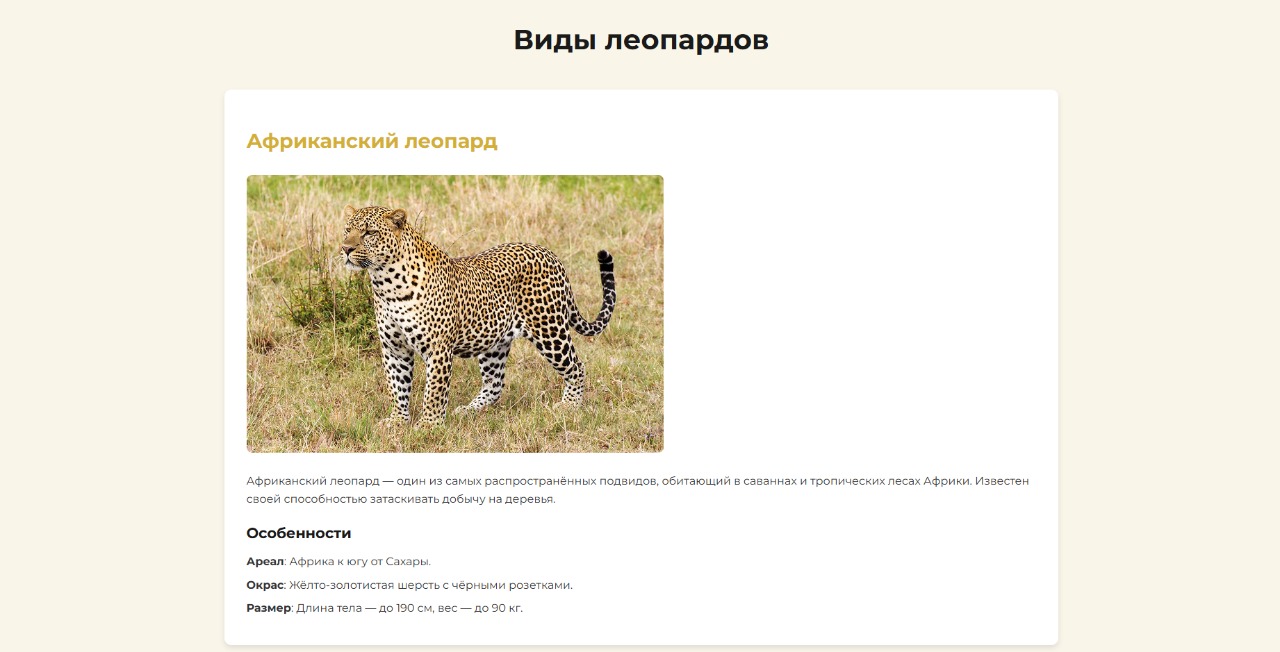 Виды леопардов
Африканский леопард
Африканский леопард — один из самых распространённых подвидов, обитающий в саваннах и тропических лесах Африки. Известен
своей способностью затаскивать добычу на деревья.
Особенности
Ареал: Африка к югу от Сахары.
Окрас: Жёлто-золотистая шерсть с чёрными розетками.
Размер: Длина тела — до 190 см, вес — до 90 кг.